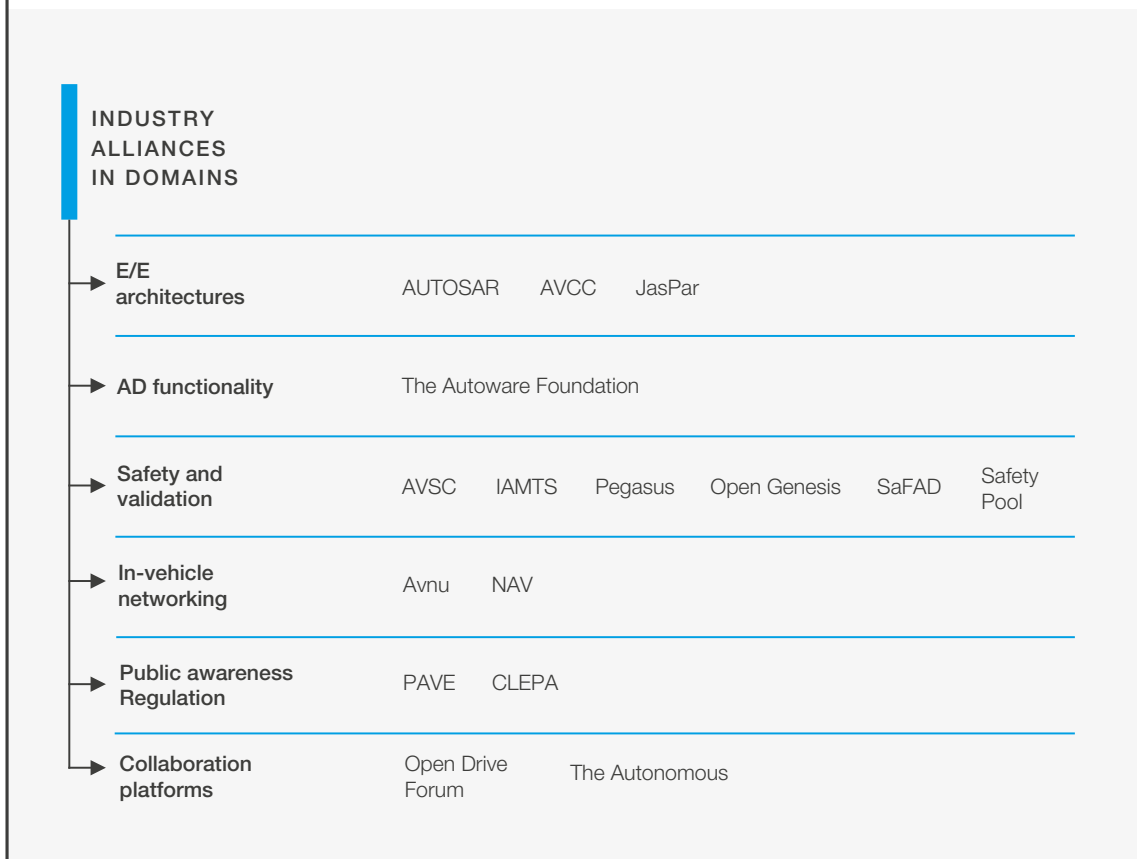 INDUSTRY
ALLIANCES
IN DOMAINS
E/E
architectures
AUTOSAR AVCC JasPar
AD functionality The Autoware Foundation
Safety and
validation
AVSC IAMTS Pegasus Open Genesis SaFAD Safety
Pool
In-vehicle
networking
Avnu NAV
Public awareness
Regulation
PAVE CLEPA
Collaboration
platforms
Open Drive
Forum
The Autonomous